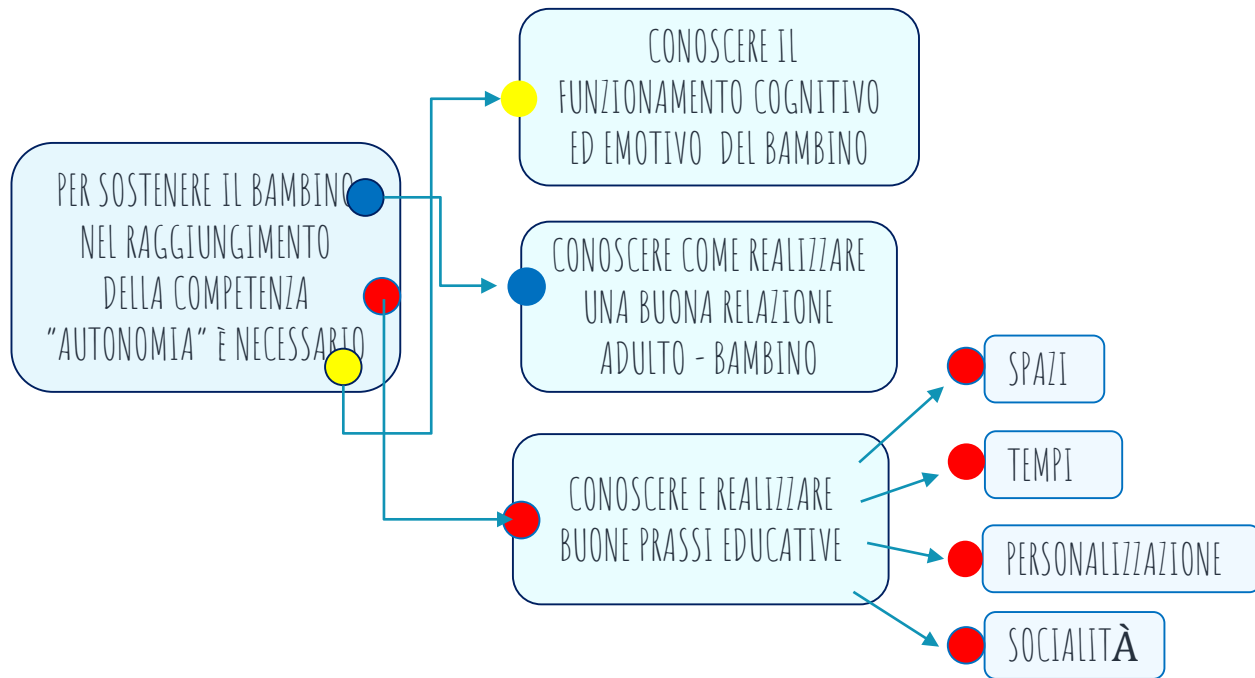 PER SOSTENERE IL BAMBINO
NEL RAGGIUNGIMENTO
DELLA COMPETENZA
"AUTONOMIA" È NECESSARIO
CONOSCERE IL
FUNZIONAMENTO COGNITIVO
ED EMOTIVO DEL BAMBINO
CONOSCERE COME REALIZZARE
UNA BUONA RELAZIONE
ADULTO - BAMBINO
CONOSCERE E REALIZZARE
BUONE PRASSI EDUCATIVE
SPAZI
TEMPI
PERSONALIZZAZIONE
SOCIALITÀ